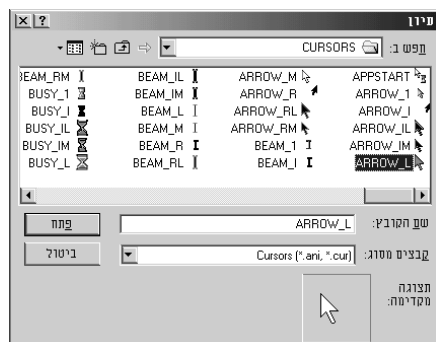 עיון
חפש ב: CURSORS
APPSTART ARROW_M BEAM_IL BEAM_RM
ARROW_1 ARROW_R BEAM_IM BUSY_1
ARROW_I ARROW_RL BEAM_L BUSY_I
ARROW_IL ARROW_RM BEAM_M BUSY_IL
ARROW_IM BEAM_1 BEAM_R BUSY_IM
ARROW_L BEAM_I BEAM_RL BUSY_L
שם הקובץ: ARROW_L פתח
קבצים מסוג: Cursors (*.ani, *.cur) ביטול
תצוגה
מקדימה: